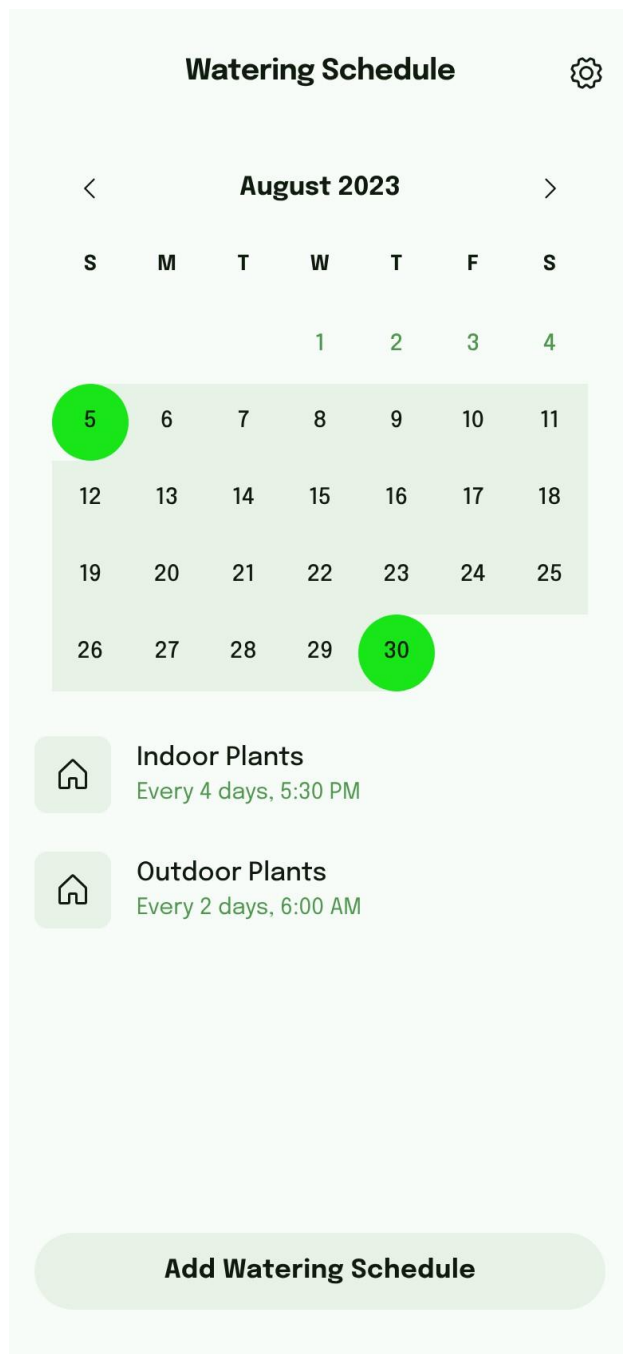 Watering Schedule
August 2023
S M T W T F S
1 2 3 4
5 6 7 8 9 10 11
12 13 14 15 16 17 18
19 20 21 22 23 24 25
26 27 28 29 30
Indoor Plants
Every 4 days, 5:30 PM
Outdoor Plants
Every 2 days, 6:00 AM
Add Watering Schedule